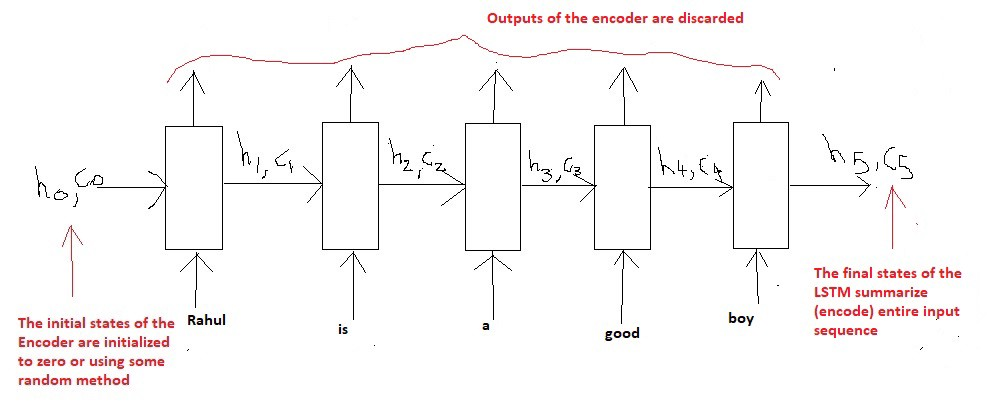 Outputs of the encoder are discarded
h0,C0
h1,C1
h2,C2
h3,C3
h4,C4
h5,C5
The initial states of the
Encoder are initialized
to zero or using some
random method
Rahul
is
a
good
boy
The final states of the
LSTM summarize
(encode) entire input
sequence